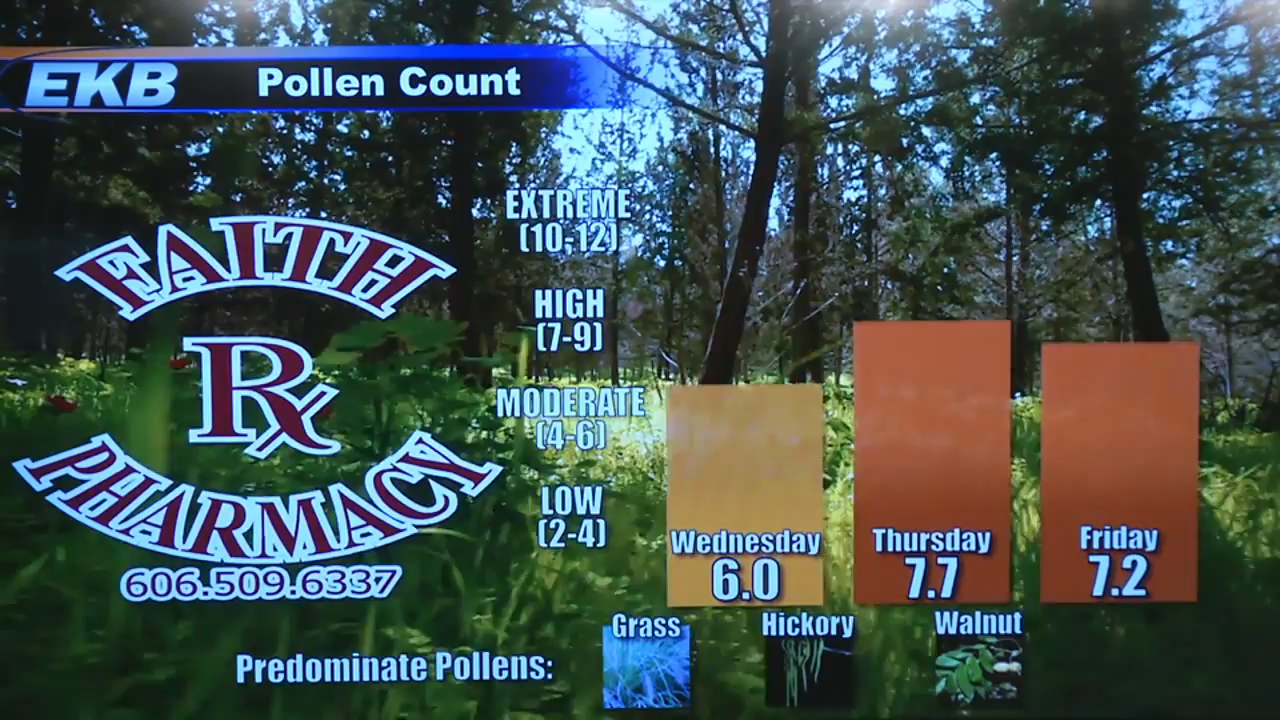 EKB
Pollen Count
FAITH
Rx
PHARMACY
606.509.6337
EXTREME
(10-12)
HIGH
(7-9)
MODERATE
(4-6)
LOW
(2-4)
Wednesday
6.0
Thursday
7.7
Friday
7.2
Predominate Pollens:
Grass
Hickory
Walnut